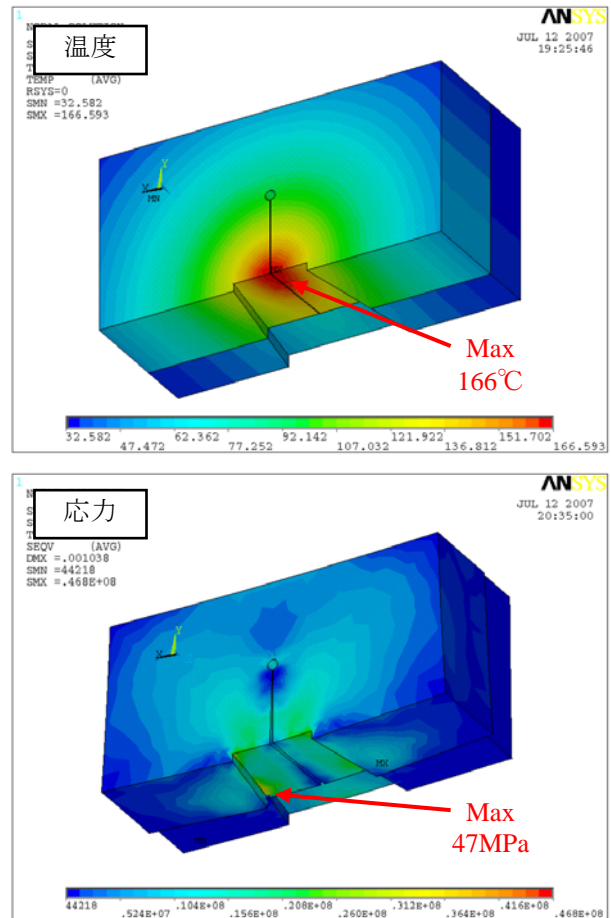 1
ANSYS
JUL 12 2007
19:25:46
温度
TEMP (AVG)
RSYS=0
SMN =32.582
SMX =166.593
Y
X
MN
Max
166℃
32.582 62.362 92.142 121.922 151.702
47.472 77.252 107.032 136.812 166.593
1
ANSYS
JUL 12 2007
20:35:00
応力
SEQV (AVG)
DMX =.001038
SMN =44218
SMX =.468E+08
Y
X
MX
Max
47MPa
44218 .104E+08 .208E+08 .312E+08 .416E+08
.524E+07 .156E+08 .260E+08 .364E+08 .468E+08